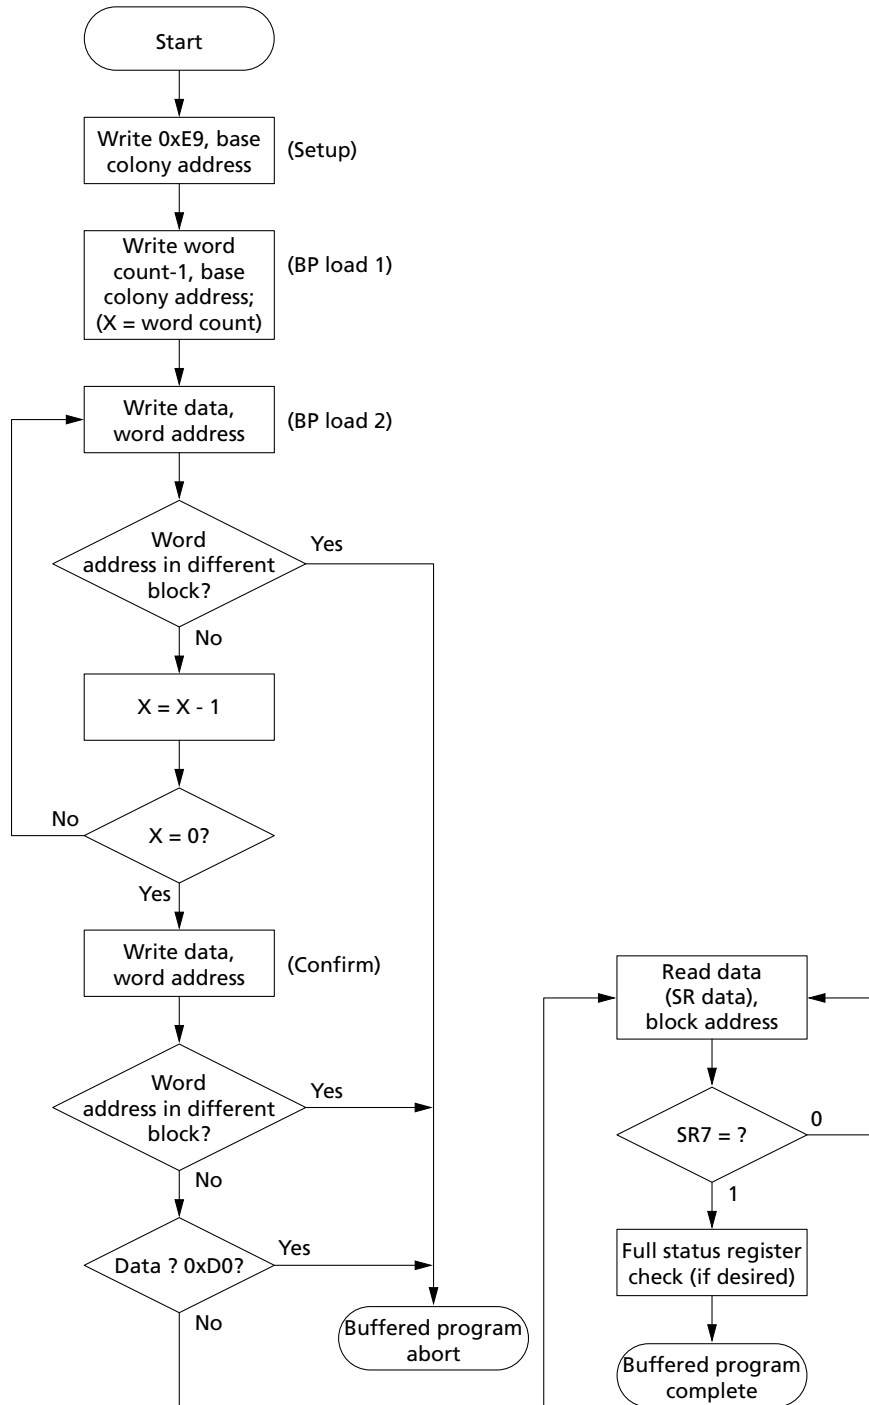 Start
Write 0xE9, base
colony address
(Setup)
Write word
count-1, base
colony address;
(X = word count)
(BP load 1)
Write data,
word address
(BP load 2)
Word
address in different
block?
Yes
No
X = X - 1
X = 0?
No
Yes
Write data,
word address
(Confirm)
Word
address in different
block?
Yes
No
Data ? 0xD0?
Yes
No
Buffered program
abort
Read data
(SR data),
block address
SR7 = ?
0
1
Full status register
check (if desired)
Buffered program
complete